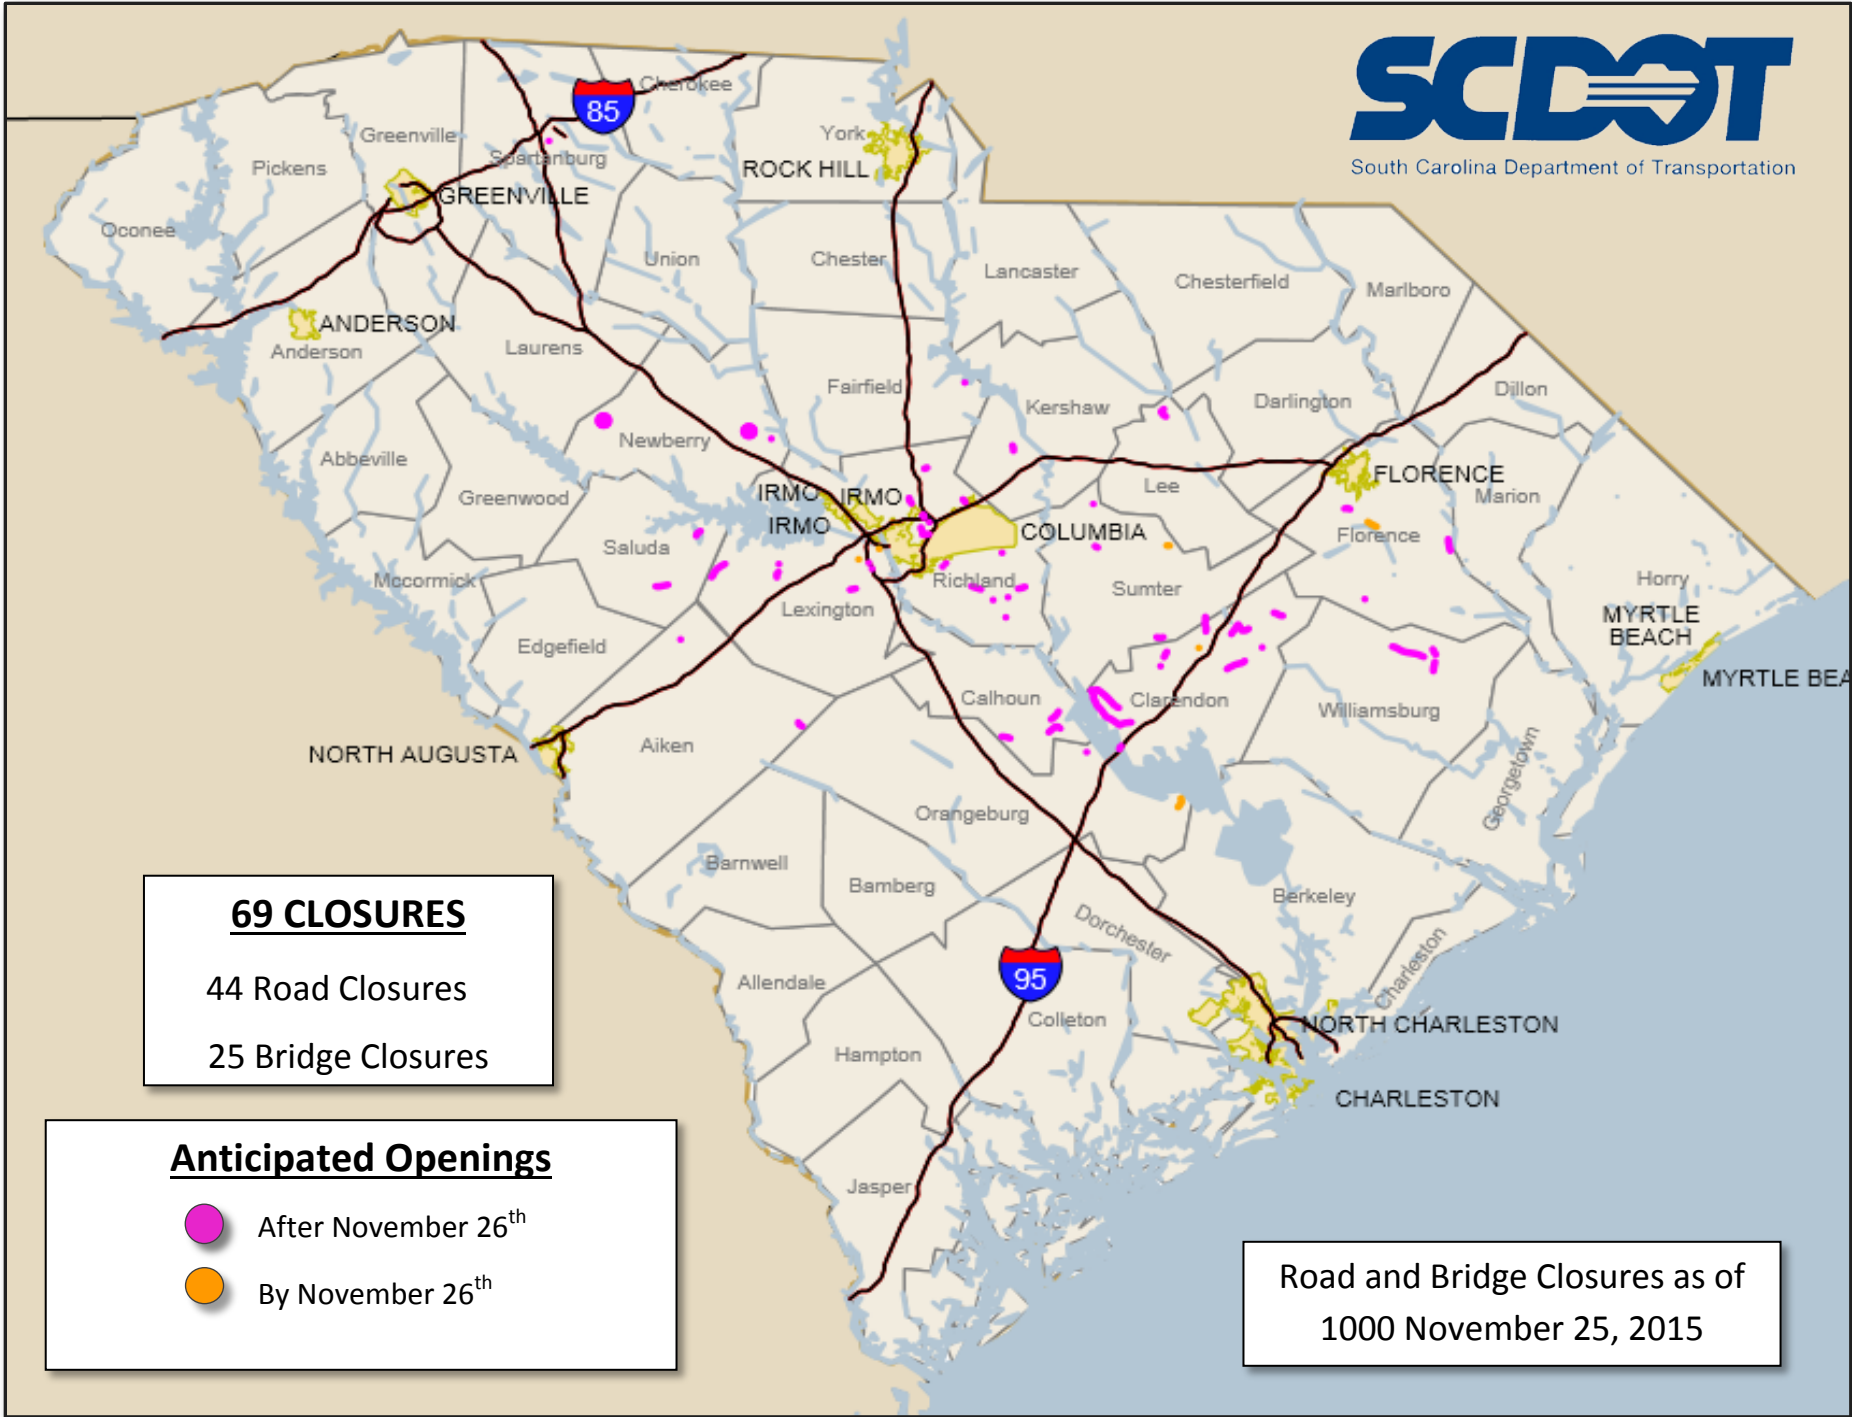 SCDOT
South Carolina Department of Transportation
85
Cherokee
Greenville
York
Spartanburg
ROCK HILL
Pickens
GREENVILLE
Oconee
Union
Chester
Lancaster
Chesterfield
Marlboro
ANDERSON
Anderson
Laurens
Fairfield
Kershaw
Darlington
Dillon
Newberry
Abbeville
Greenwood
IRMO
IRMO
IRMO
Lee
FLORENCE
Marion
COLUMBIA
Saluda
Florence
Mccormick
Richland
Sumter
Horry
Lexington
MYRTLE
BEACH
Edgefield
MYRTLE BEA
Calhoun
Clarendon
Williamsburg
NORTH AUGUSTA
Aiken
Georgetown
Orangeburg
Barnwell
Bamberg
Berkeley
Dorchester
Charleston
95
Allendale
Colleton
NORTH CHARLESTON
Hampton
CHARLESTON
Jasper
69 CLOSURES
44 Road Closures
25 Bridge Closures
Anticipated Openings
After November 26th
By November 26th
Road and Bridge Closures as of
1000 November 25, 2015